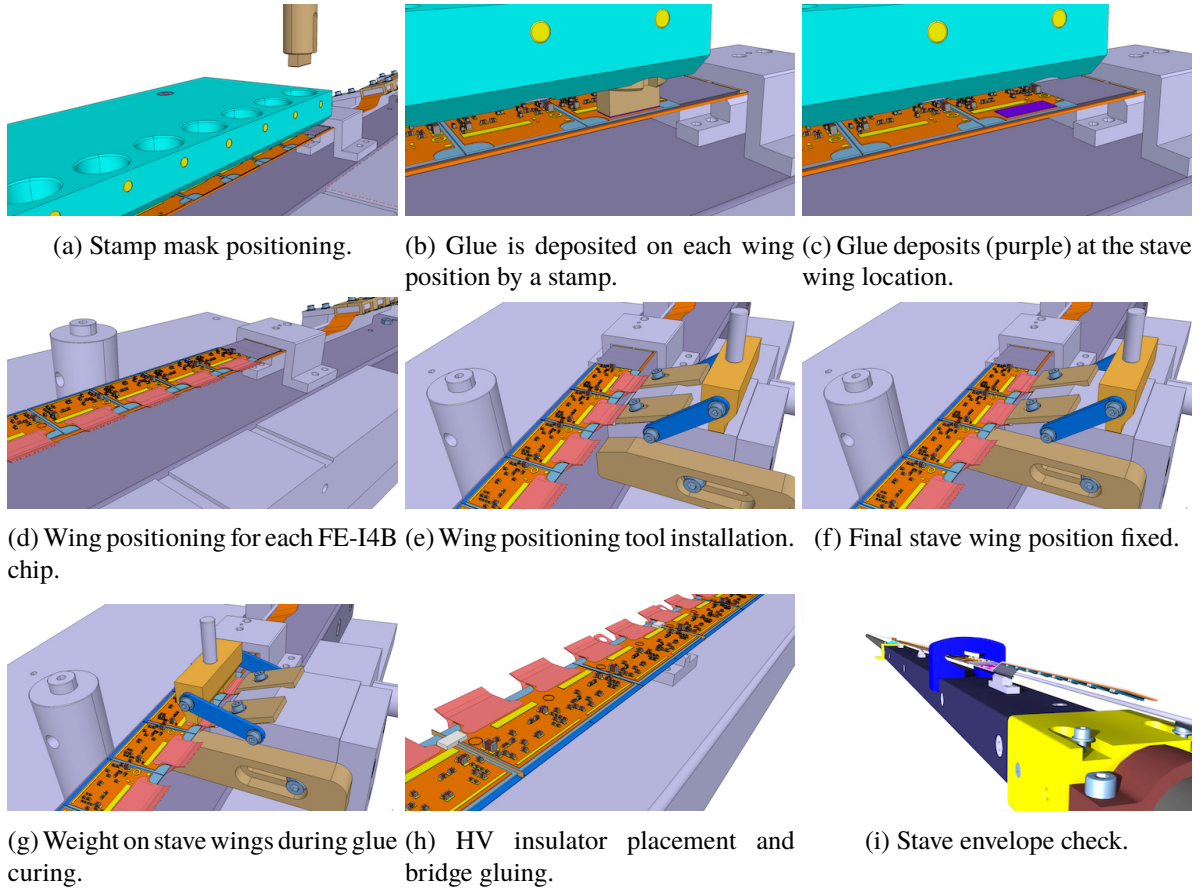 (a) Stamp mask positioning.
(b) Glue is deposited on each wing
position by a stamp.
(c) Glue deposits (purple) at the stave
wing location.
(d) Wing positioning for each FE-I4B
chip.
(e) Wing positioning tool installation.
(f) Final stave wing position fixed.
(g) Weight on stave wings during glue
curing.
(h) HV insulator placement and
bridge gluing.
(i) Stave envelope check.